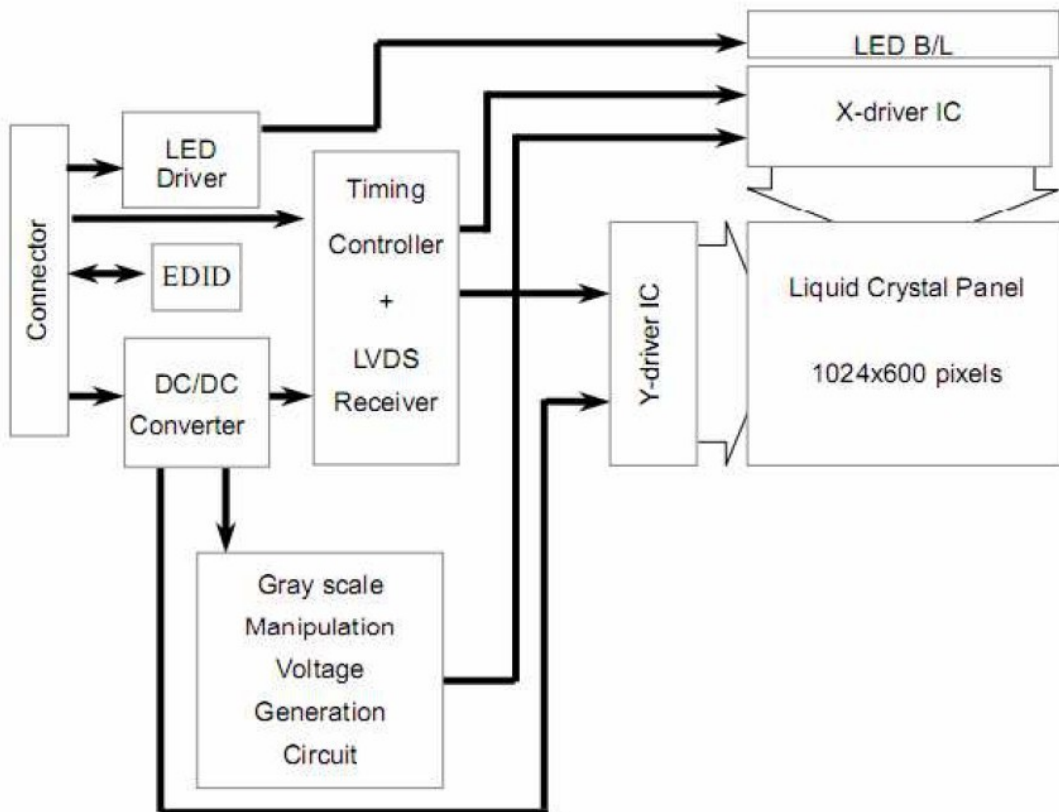 LED B/L
X-driver IC
Connector
LED
Driver
Timing
Controller
+
LVDS
Receiver
EDID
DC/DC
Converter
Y-driver IC
Liquid Crystal Panel
1024x600 pixels
Gray scale
Manipulation
Voltage
Generation
Circuit